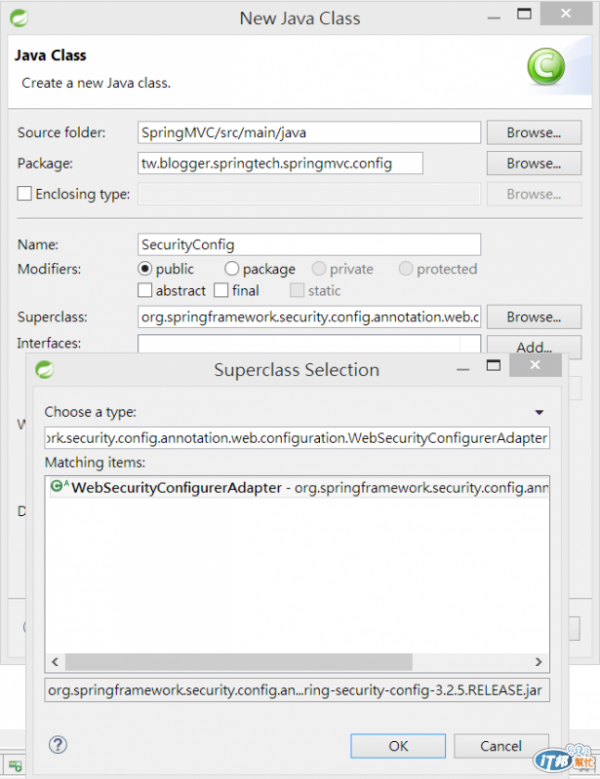 New Java Class
Java Class
Create a new Java class.
Source folder: SpringMVC/src/main/java Browse...
Package: tw.blogger.springtech.springmvc.config Browse...
Enclosing type: Browse...
Name: SecurityConfig
Modifiers: public package private protected
abstract final static
Superclass: org.springframework.security.config.annotation.web.c Browse...
Interfaces: Add...
Superclass Selection
Choose a type:
rk.security.config.annotation.web.configuration.WebSecurityConfigurerAdapter
Matching items:
WebSecurityConfigurerAdapter - org.springframework.security.config.ann
org.springframework.security.config.an...ring-security-config-3.2.5.RELEASE.jar
OK Cancel
iT邦幫忙